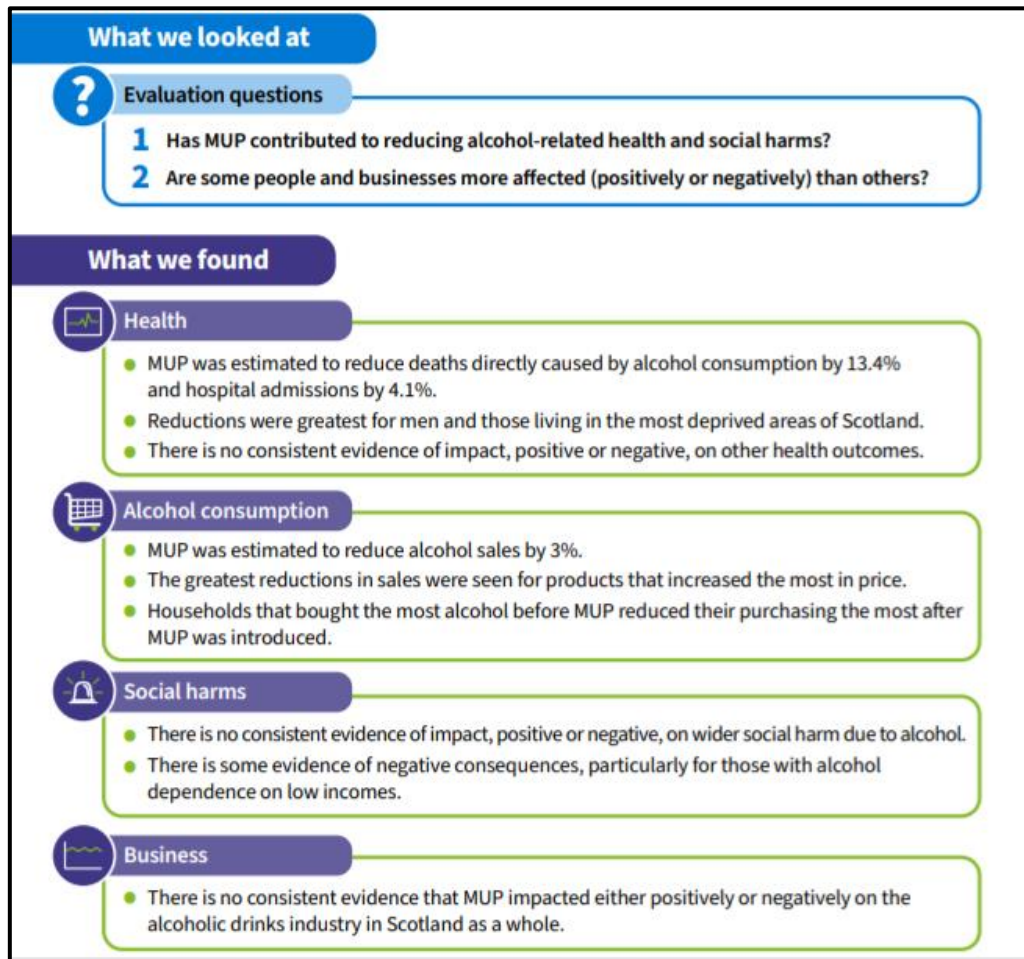 What we looked at
?
Evaluation questions
1 Has MUP contributed to reducing alcohol-related health and social harms?
2 Are some people and businesses more affected (positively or negatively) than others?
What we found
Health
• MUP was estimated to reduce deaths directly caused by alcohol consumption by 13.4%
and hospital admissions by 4.1%.
• Reductions were greatest for men and those living in the most deprived areas of Scotland.
• There is no consistent evidence of impact, positive or negative, on other health outcomes.
Alcohol consumption
• MUP was estimated to reduce alcohol sales by 3%.
• The greatest reductions in sales were seen for products that increased the most in price.
• Households that bought the most alcohol before MUP reduced their purchasing the most after
MUP was introduced.
Social harms
• There is no consistent evidence of impact, positive or negative, on wider social harm due to alcohol.
• There is some evidence of negative consequences, particularly for those with alcohol
dependence on low incomes.
Business
• There is no consistent evidence that MUP impacted either positively or negatively on the
alcoholic drinks industry in Scotland as a whole.